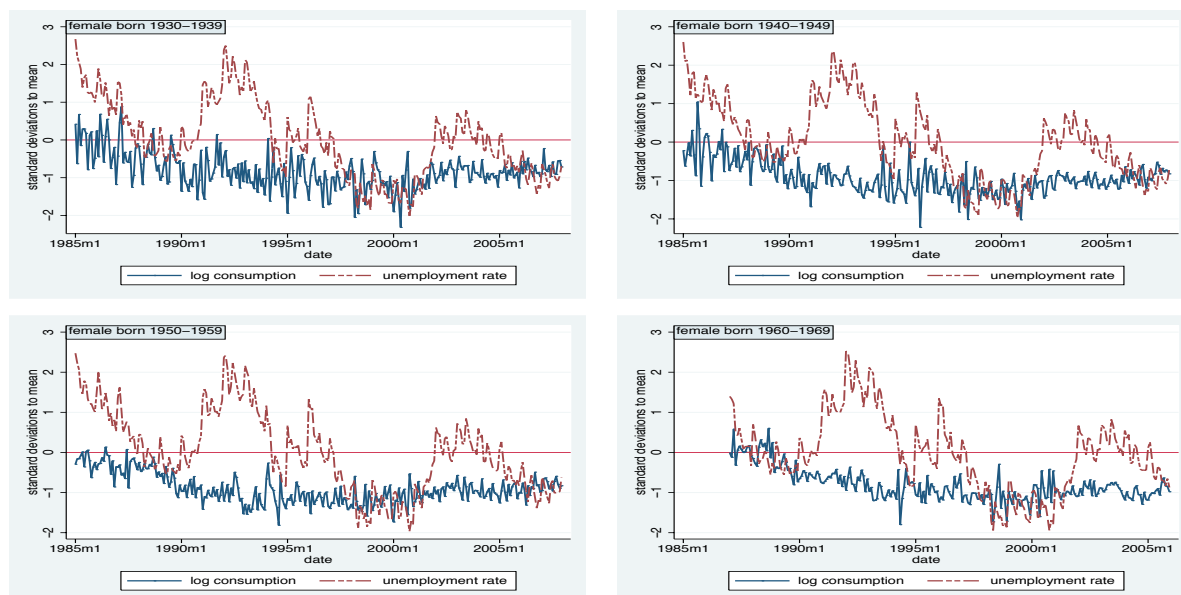 female born 1930−1939
standard deviations to mean
3
2
1
0
−1
−2
1985m1 1990m1 1995m1 2000m1 2005m1
date
log consumption unemployment rate
female born 1940−1949
standard deviations to mean
3
2
1
0
−1
−2
1985m1 1990m1 1995m1 2000m1 2005m1
date
log consumption unemployment rate
female born 1950−1959
standard deviations to mean
3
2
1
0
−1
−2
1985m1 1990m1 1995m1 2000m1 2005m1
date
log consumption unemployment rate
female born 1960−1969
standard deviations to mean
3
2
1
0
−1
−2
1985m1 1990m1 1995m1 2000m1 2005m1
date
log consumption unemployment rate